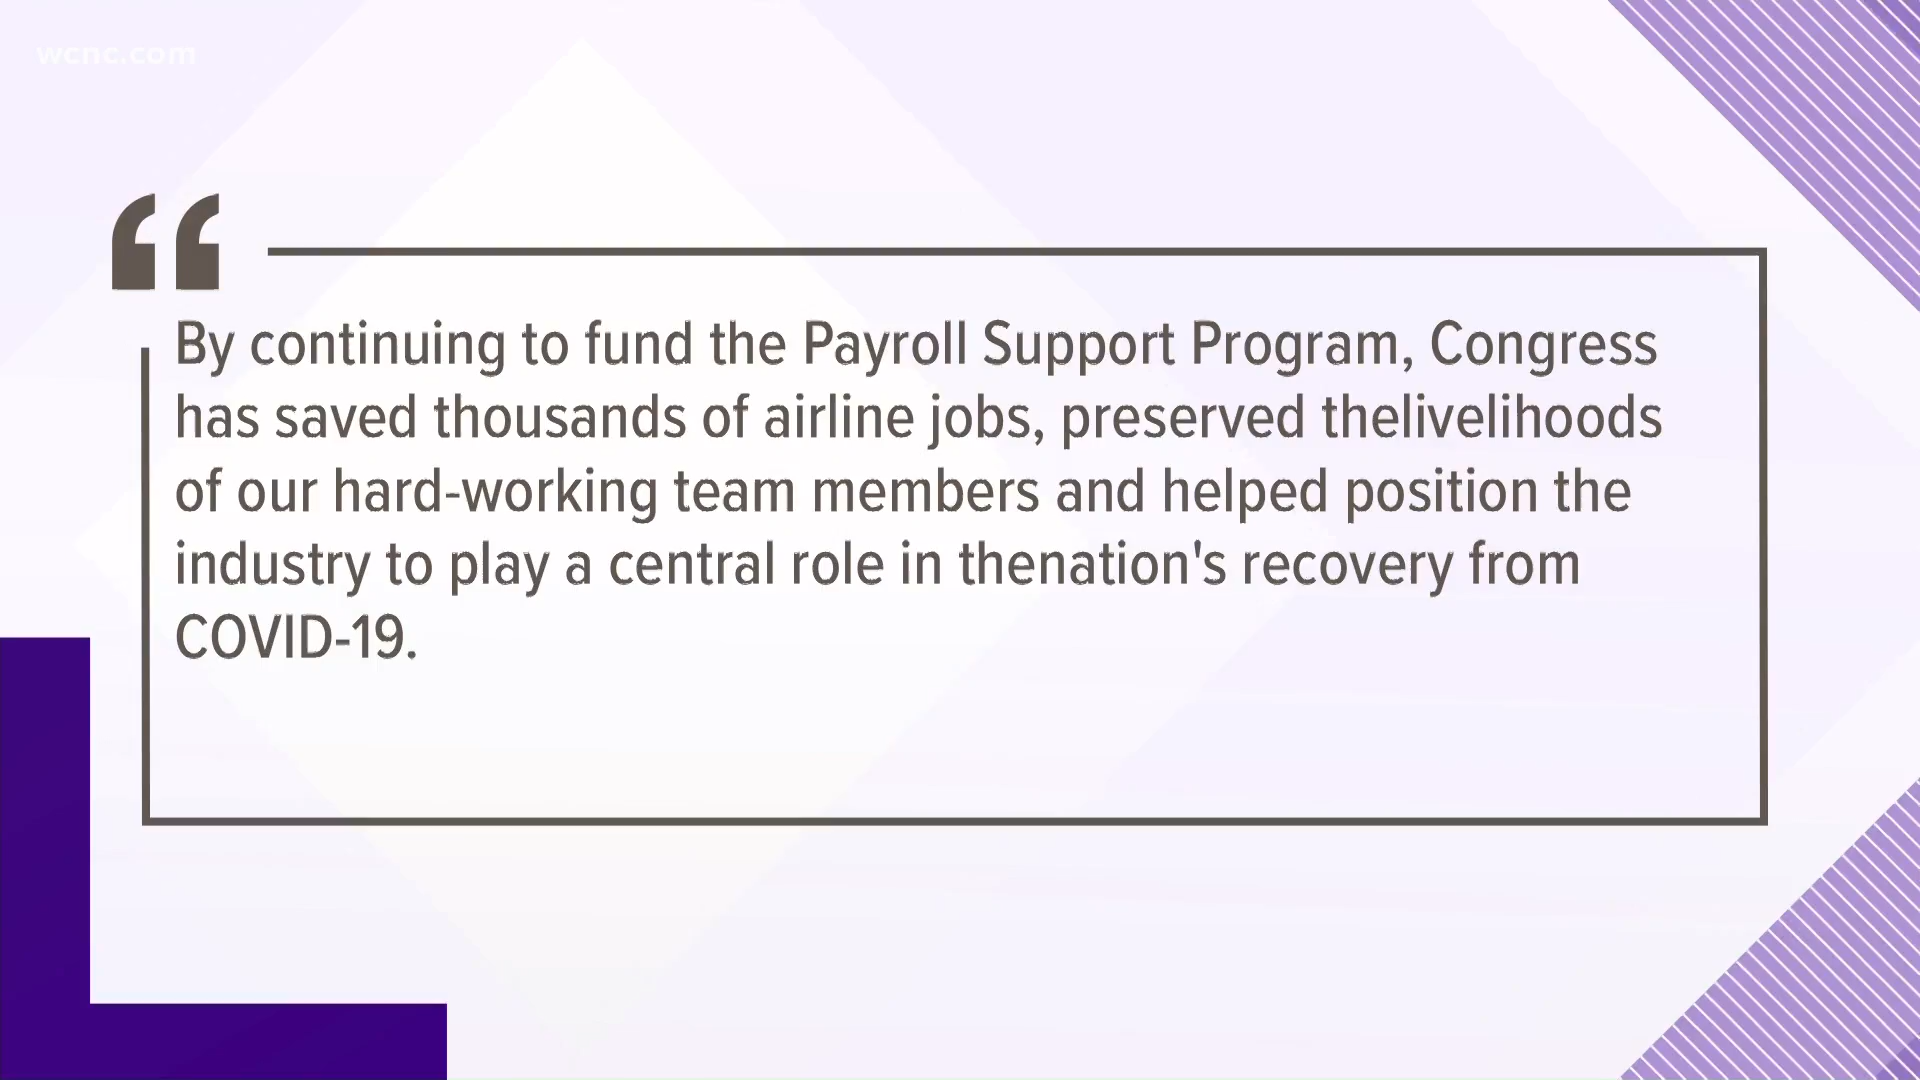 wcnc.com
“
By continuing to fund the Payroll Support Program, Congress
has saved thousands of airline jobs, preserved thelivelihoods
of our hard-working team members and helped position the
industry to play a central role in thenation's recovery from
COVID-19.